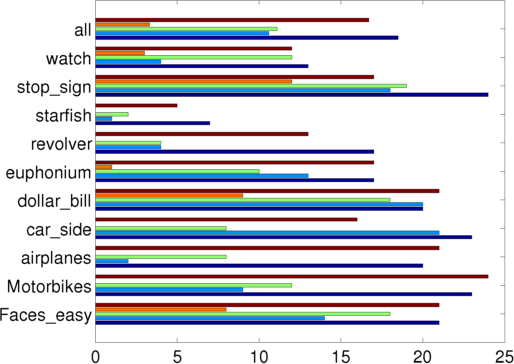 all
watch
stop_sign
starfish
revolver
euphonium
dollar_bill
car_side
airplanes
Motorbikes
Faces_easy
0 5 10 15 20 25